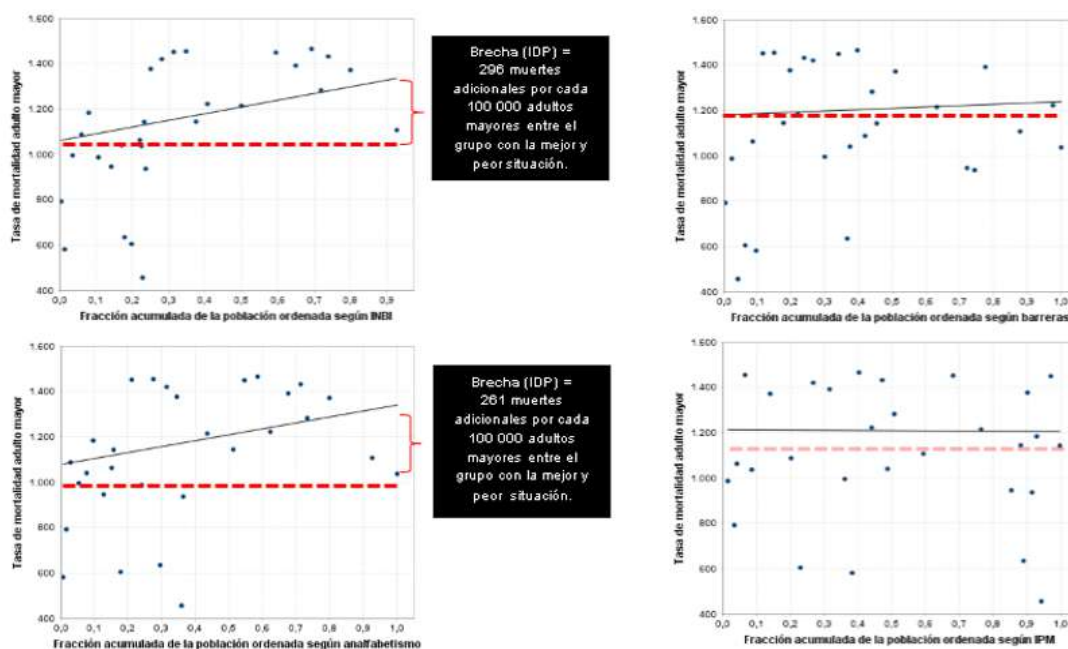 1.600
1.400
1.200
1.000
800
600
400
Tasa de mortalidad adulto mayor
0,0 0,1 0,2 0,3 0,4 0,5 0,6 0,7 0,8 0,9
Fracción acumulada de la población ordenada según INBI
Brecha (IDP) =
296 muertes
adicionales por cada
100 000 adultos
mayores entre el
grupo con la mejor y
peor situación.
1.600
1.400
1.200
1.000
800
600
400
Tasa de mortalidad adulto mayor
0,0 0,1 0,2 0,3 0,4 0,5 0,6 0,7 0,8 0,9 1,0
Fracción acumulada de la población ordenada según barreras
1.600
1.400
1.200
1.000
800
600
400
Tasa de mortalidad adulto mayor
0,0 0,1 0,2 0,3 0,4 0,5 0,6 0,7 0,8 0,9 1,0
Fracción acumulada de la población ordenada según analfabetismo
Brecha (IDP) =
261 muertes
adicionales por cada
100 000 adultos
mayores entre el
grupo con la mejor y
peor situación.
1.600
1.400
1.200
1.000
800
600
400
Tasa de mortalidad adulto mayor
0,0 0,1 0,2 0,3 0,4 0,5 0,6 0,7 0,8 0,9 1,0
Fracción acumulada de la población ordenada según IPM